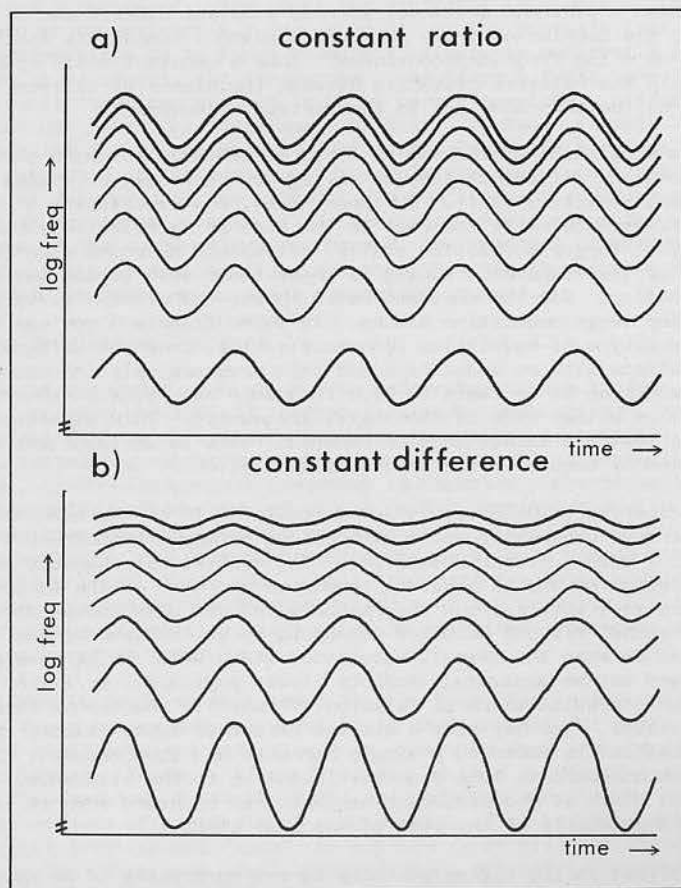 a) constant ratio
log freq →
time →
b) constant difference
log freq →
time →